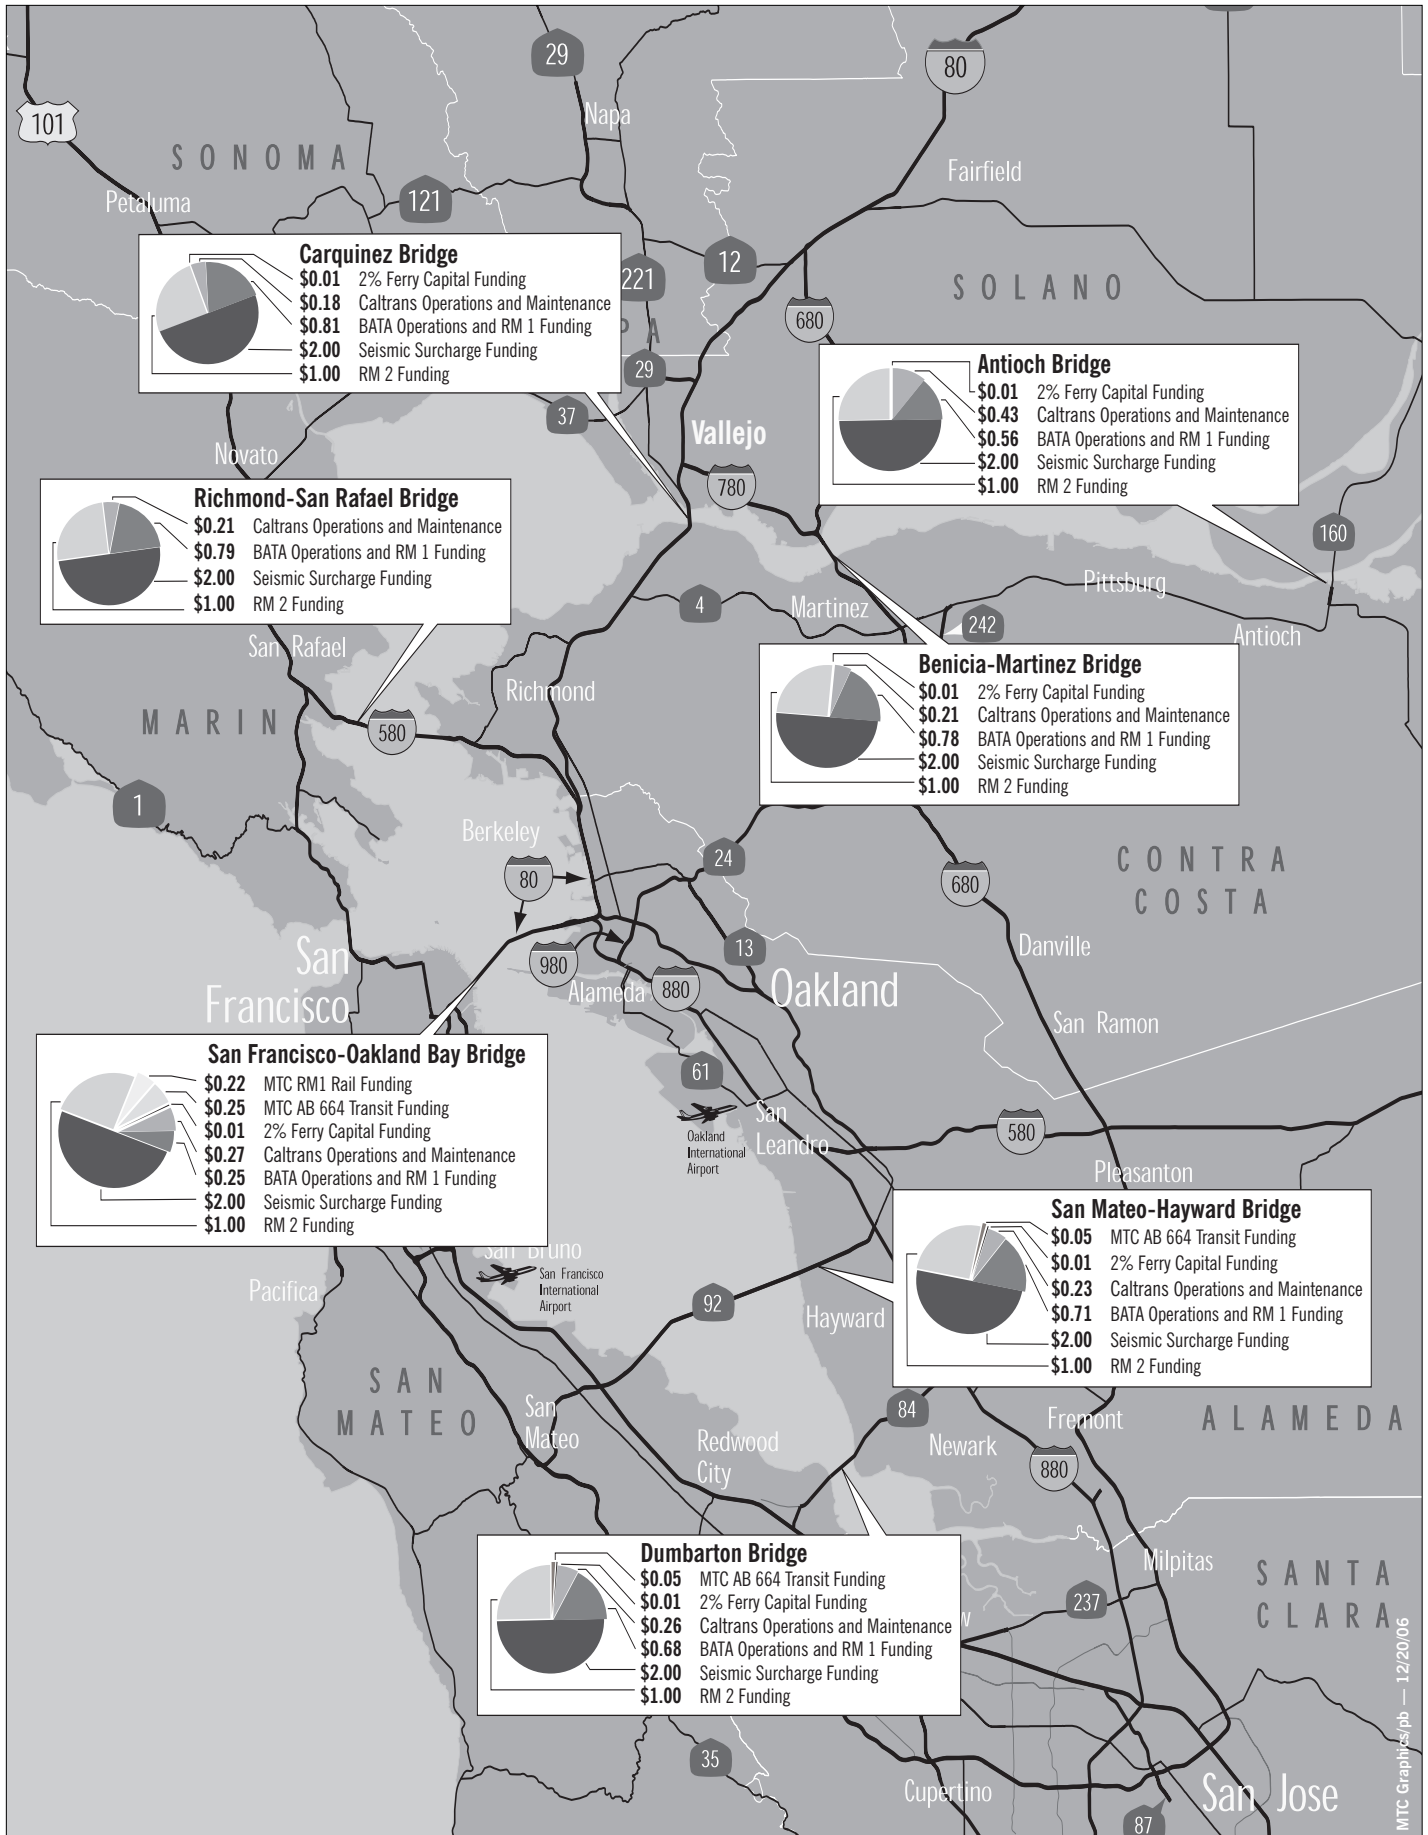 29
80
101
Napa
SONOMA
Fairfield
Petaluma
121
12
221
SOLANO
680
Carquinez Bridge
$0.01 2% Ferry Capital Funding
$0.18 Caltrans Operations and Maintenance
$0.81 BATA Operations and RM 1 Funding
$2.00 Seismic Surcharge Funding
$1.00 RM 2 Funding
PA
29
37
Antioch Bridge
$0.01 2% Ferry Capital Funding
$0.43 Caltrans Operations and Maintenance
$0.56 BATA Operations and RM 1 Funding
$2.00 Seismic Surcharge Funding
$1.00 RM 2 Funding
Vallejo
Novato
780
160
Richmond-San Rafael Bridge
$0.21 Caltrans Operations and Maintenance
$0.79 BATA Operations and RM 1 Funding
$2.00 Seismic Surcharge Funding
$1.00 RM 2 Funding
Pittsburg
4
Martinez
242
Antioch
San Rafael
Richmond
Benicia-Martinez Bridge
$0.01 2% Ferry Capital Funding
$0.21 Caltrans Operations and Maintenance
$0.78 BATA Operations and RM 1 Funding
$2.00 Seismic Surcharge Funding
$1.00 RM 2 Funding
MARIN
580
1
Berkeley
24
80
680
CONTRA
COSTA
San
Francisco
980
13
Danville
Alameda
880
Oakland
San Ramon
San Francisco-Oakland Bay Bridge
$0.22 MTC RM1 Rail Funding
$0.25 MTC AB 664 Transit Funding
$0.01 2% Ferry Capital Funding
$0.27 Caltrans Operations and Maintenance
$0.25 BATA Operations and RM 1 Funding
$2.00 Seismic Surcharge Funding
$1.00 RM 2 Funding
61
San
Leandro
Oakland
International
Airport
580
Pleasanton
San Mateo-Hayward Bridge
$0.05 MTC AB 664 Transit Funding
$0.01 2% Ferry Capital Funding
$0.23 Caltrans Operations and Maintenance
$0.71 BATA Operations and RM 1 Funding
$2.00 Seismic Surcharge Funding
$1.00 RM 2 Funding
San Bruno
San Francisco
International
Airport
Pacifica
92
Hayward
SAN
MATEO
San
Mateo
Redwood
City
84
Newark
Fremont
ALAMEDA
880
Dumbarton Bridge
$0.05 MTC AB 664 Transit Funding
$0.01 2% Ferry Capital Funding
$0.26 Caltrans Operations and Maintenance
$0.68 BATA Operations and RM 1 Funding
$2.00 Seismic Surcharge Funding
$1.00 RM 2 Funding
w
Milpitas
237
SANTA
CLARA
35
Cupertino
San Jose
87
MTC Graphics/pb — 12/20/06